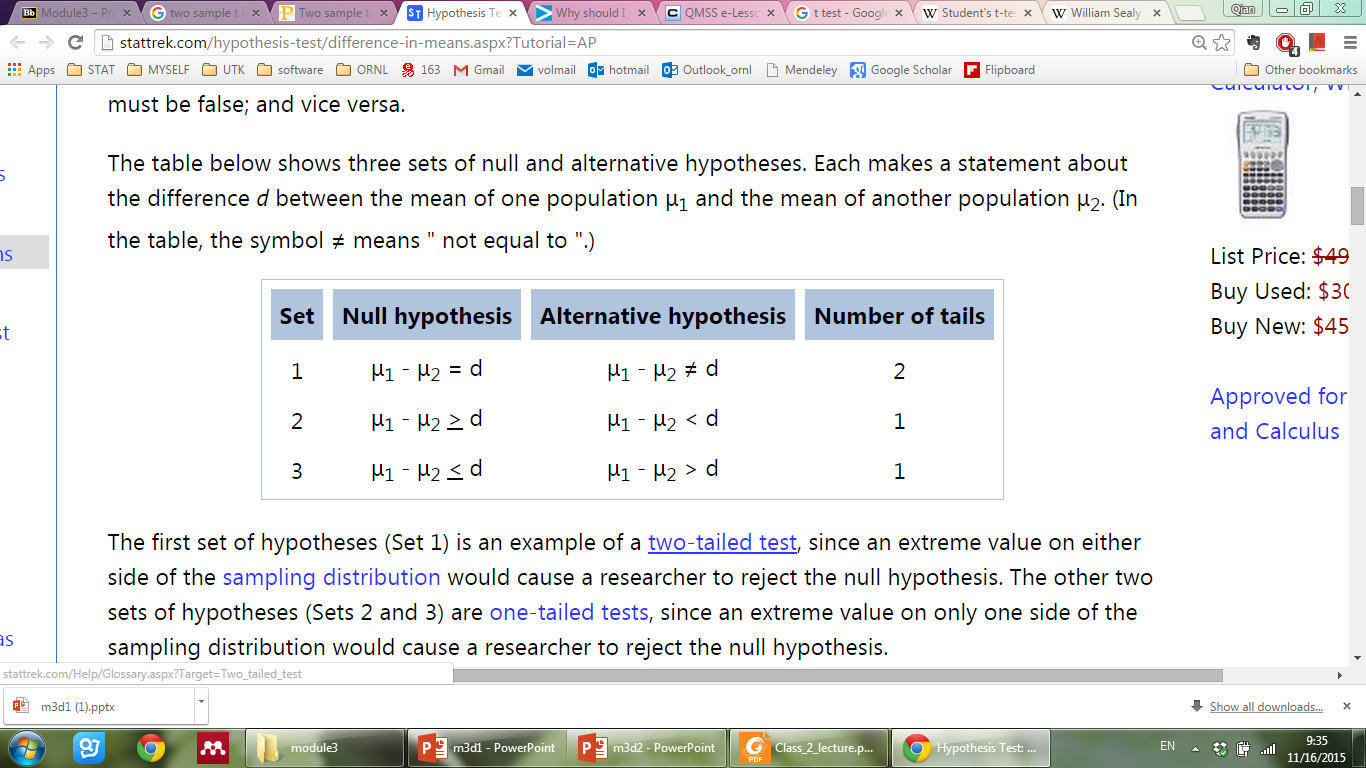 Module3 – Pr
two sample t
Two sample t
Hypothesis Te
Why should I
QMSS e-Lesso
t test - Google
Student's t-te
William Sealy
Qian
stattrek.com/hypothesis-test/difference-in-means.aspx?Tutorial=AP
4
Apps STAT MYSELF UTK software ORNL 163 Gmail volmail hotmail Outlook_ornl Mendeley Google Scholar Flipboard Other bookmarks
must be false; and vice versa.
The table below shows three sets of null and alternative hypotheses. Each makes a statement about
the difference d between the mean of one population μ1 and the mean of another population μ2. (In
the table, the symbol ≠ means " not equal to ".)
Set Null hypothesis Alternative hypothesis Number of tails
1 μ1 - μ2 = d μ1 - μ2 ≠ d 2
2 μ1 - μ2 ≥ d μ1 - μ2 < d 1
3 μ1 - μ2 ≤ d μ1 - μ2 > d 1
The first set of hypotheses (Set 1) is an example of a two-tailed test, since an extreme value on either
side of the sampling distribution would cause a researcher to reject the null hypothesis. The other two
sets of hypotheses (Sets 2 and 3) are one-tailed tests, since an extreme value on only one side of the
sampling distribution would cause a researcher to reject the null hypothesis.
List Price: $49
Buy Used: $30
Buy New: $45
Approved for
and Calculus
stattrek.com/Help/Glossary.aspx?Target=Two_tailed_test
m3d1 (1).pptx
Show all downloads...
module3
m3d1 - PowerPoint
m3d2 - PowerPoint
Class_2_lecture.p...
Hypothesis Test: ...
EN
9:35
11/16/2015